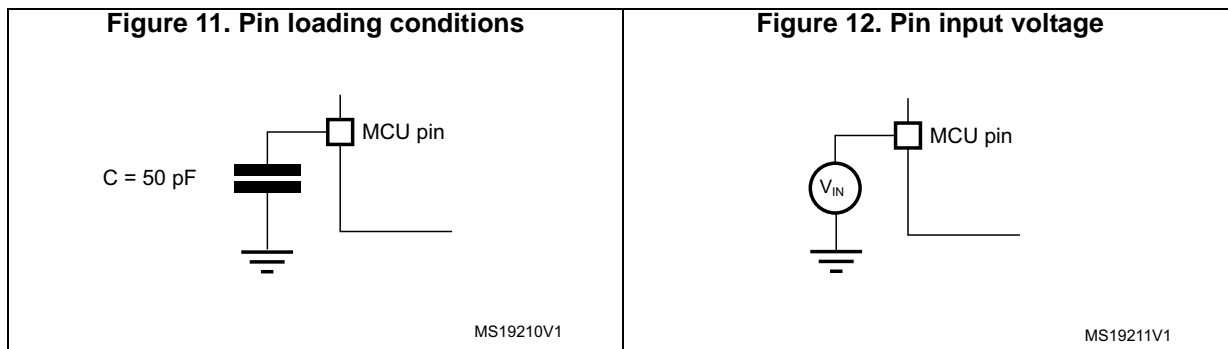 Figure 11. Pin loading conditions
MCU pin
C = 50 pF
MS19210V1
Figure 12. Pin input voltage
MCU pin
VIN
MS19211V1